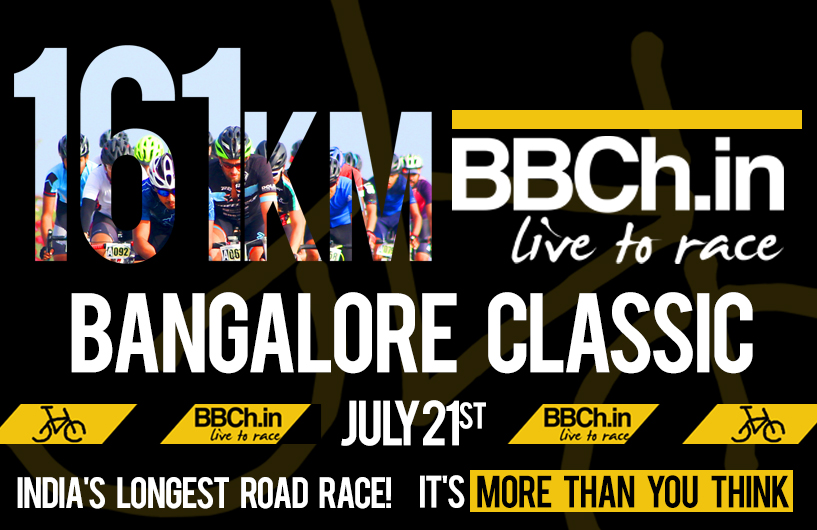 161KM
BBCh.in
live to race
BANGALORE CLASSIC
BBCh.in
live to race
JULY 21ST
BBCh.in
live to race
INDIA'S LONGEST ROAD RACE! IT'S MORE THAN YOU THINK
A092